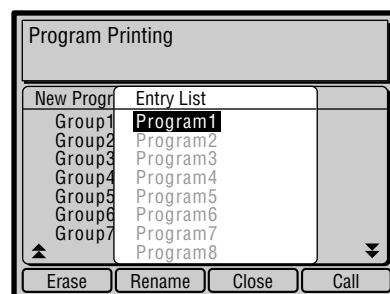 Program Printing
New Progr
Entry List
Group1
Program1
Group2
Program2
Group3
Program3
Group4
Program4
Group5
Program5
Group6
Program6
Group7
Program7
Program8
Erase
Rename
Close
Call